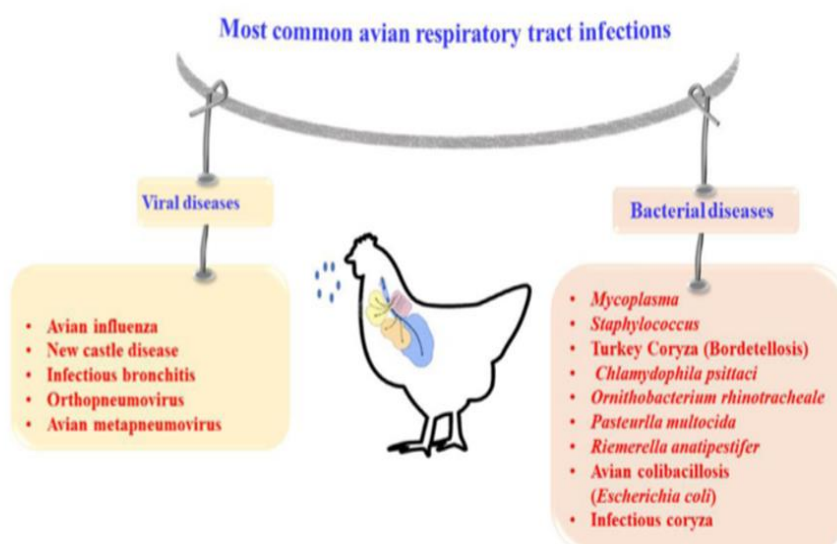 Most common avian respiratory tract infections
Viral diseases
• Avian influenza
• New castle disease
• Infectious bronchitis
• Orthopneumovirus
• Avian metapneumovirus
Bacterial diseases
• Mycoplasma
• Staphylococcus
• Turkey Coryza (Bordetellosis)
• Chlamydophila psittaci
• Ornithobacterium rhinotracheale
• Pasteurlla multocida
• Riemerella anatipestifer
• Avian colibacillosis
(Escherichia coli)
• Infectious coryza